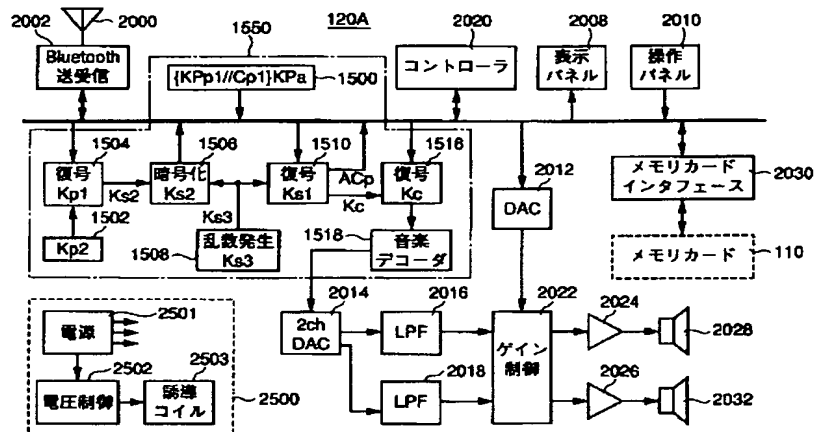 120A
2002
2000
1550
2020
2008
2010
Bluetooth
送受信
{KPp1//Cp1}KPa
1500
コントローラ
表示
パネル
操作
パネル
1504
1506
1510
1516
復号
Kp1
Ks2
暗号化
Ks2
復号
Ks1
ACp
Kc
復号
Kc
2012
DAC
メモリカード
インタフェース
2030
Ks3
1502
Kp2
1508
乱数発生
Ks3
1518
音楽
デコーダ
メモリカード
110
2501
電源
2502
電圧制御
2503
誘導
コイル
2500
2014
2ch
DAC
2016
LPF
2018
LPF
2022
ゲイン
制御
2024
2028
2026
2032